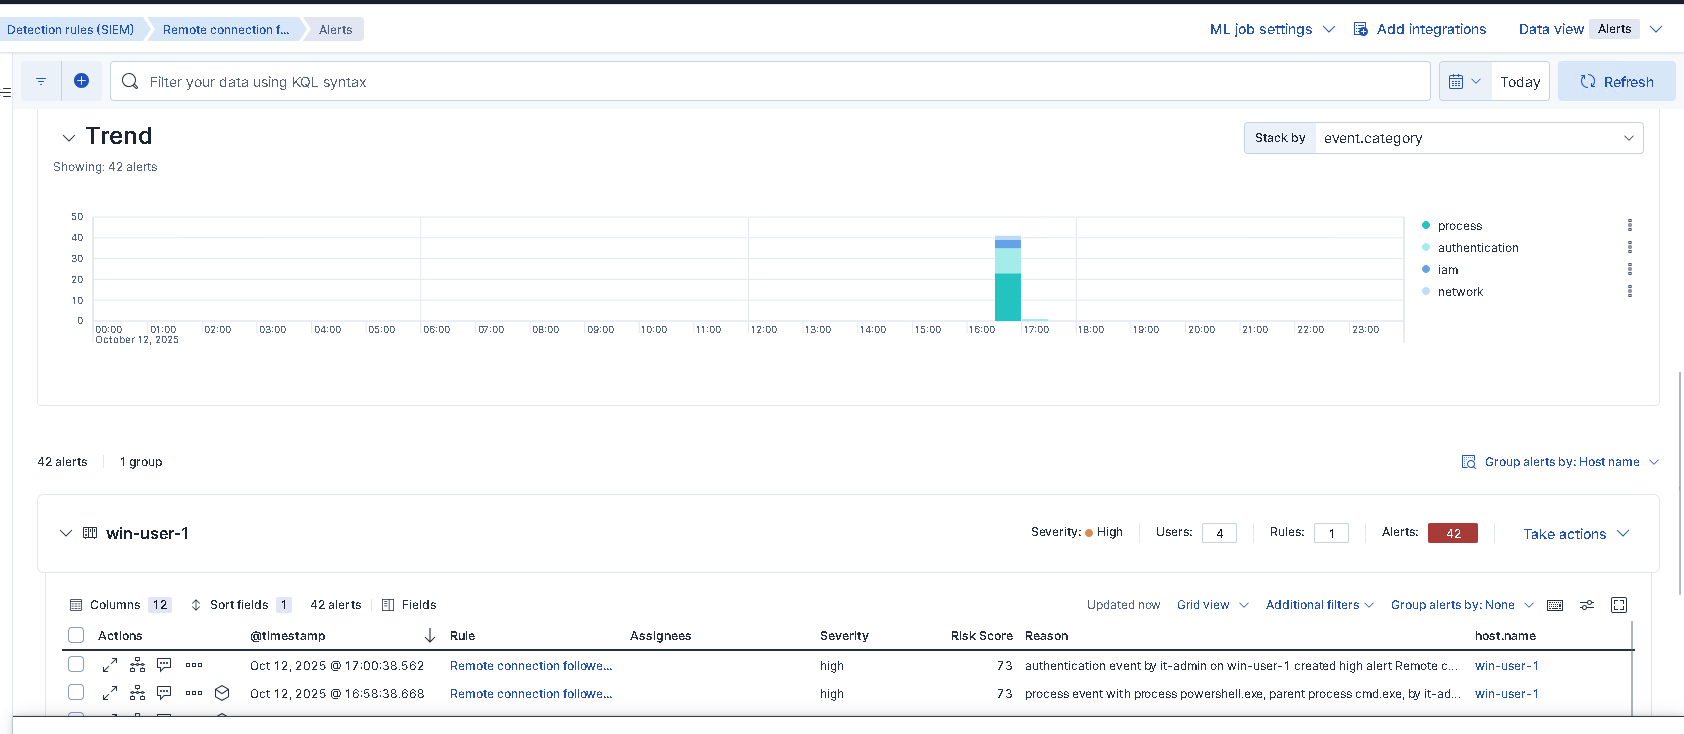 Detection rules (SIEM) Remote connection f... Alerts ML job settings Add integrations Data view Alerts
Filter your data using KQL syntax Today Refresh
Trend Stack by event.category
Showing: 42 alerts
50
40
30
20
10
0
process
authentication
iam
network
00:00 01:00 02:00 03:00 04:00 05:00 06:00 07:00 08:00 09:00 10:00 11:00 12:00 13:00 14:00 15:00 16:00 17:00 18:00 19:00 20:00 21:00 22:00 23:00
October 12, 2025
42 alerts 1 group Group alerts by: Host name
win-user-1 Severity: High Users: 4 Rules: 1 Alerts: 42 Take actions
Columns 12 Sort fields 1 42 alerts Fields Updated now Grid view Additional filters Group alerts by: None
Actions @timestamp Rule Assignees Severity Risk Score Reason host.name
Oct 12, 2025 @ 17:00:38.562 Remote connection followe... high 73 authentication event by it-admin on win-user-1 created high alert Remote c... win-user-1
Oct 12, 2025 @ 16:58:38.668 Remote connection followe... high 73 process event with process powershell.exe, parent process cmd.exe, by it-ad... win-user-1